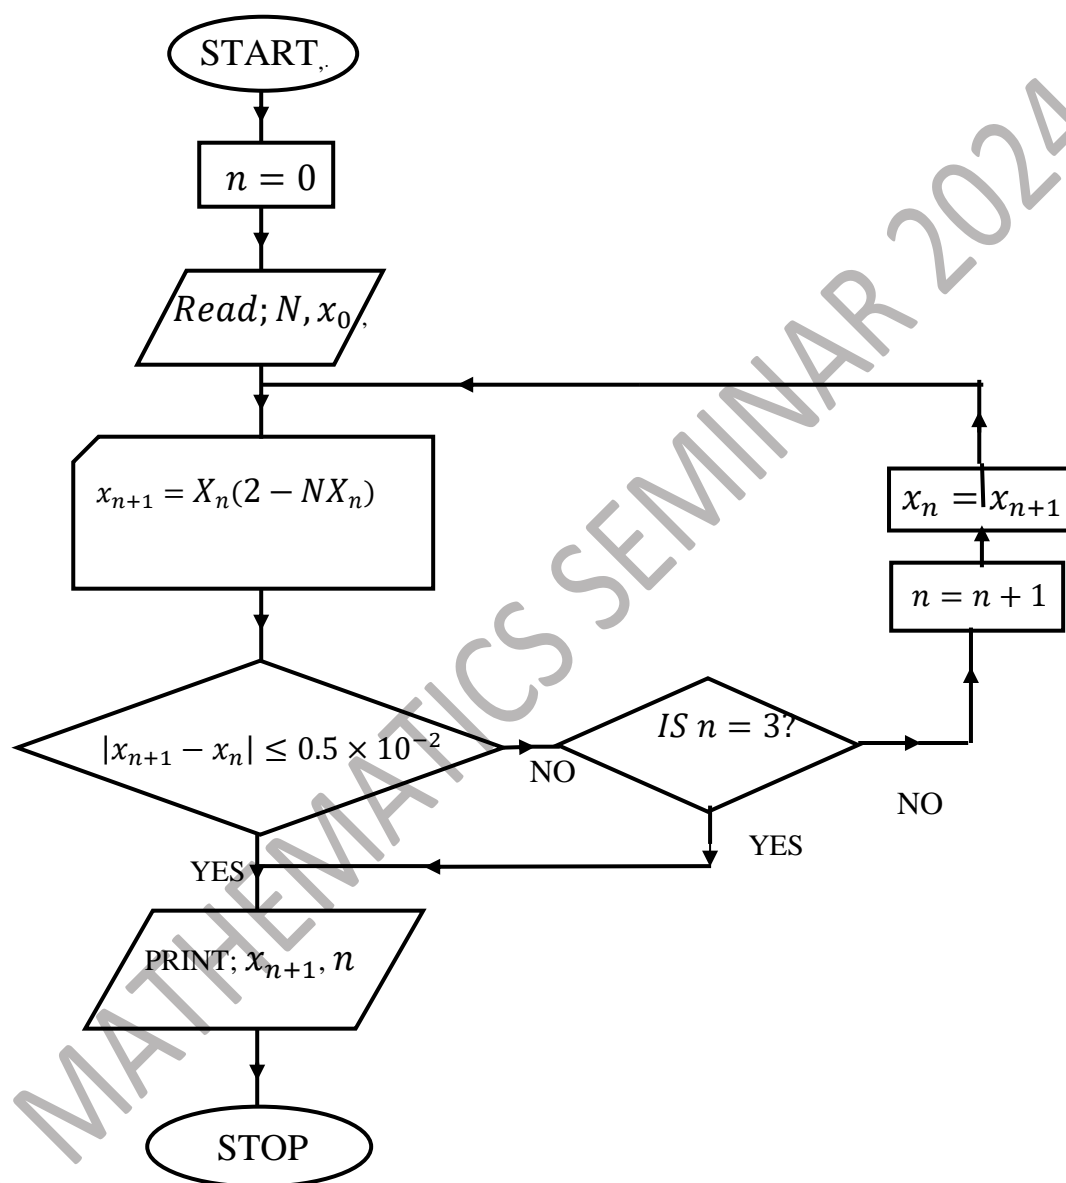 START,.
n = 0
Read; N, x₀,
xₙ₊₁ = Xₙ(2 − NXₙ)
xₙ = xₙ₊₁
n = n + 1
|xₙ₊₁ − xₙ| ≤ 0.5 × 10⁻²
NO
IS n = 3?
NO
YES
YES
PRINT; xₙ₊₁, n
STOP
MATHEMATICS SEMINAR 2024